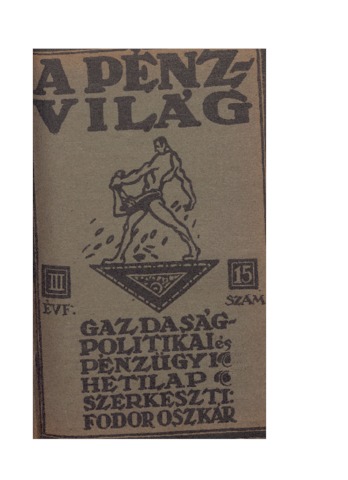 A PÉNZ-
VILÁG
III
ÉVF:
15
SZÁM
GAZDASÁG-
POLITIKAI és
PÉNZÜGYI
HETILAP
SZERKESZTI:
FODOR OSZKÁR